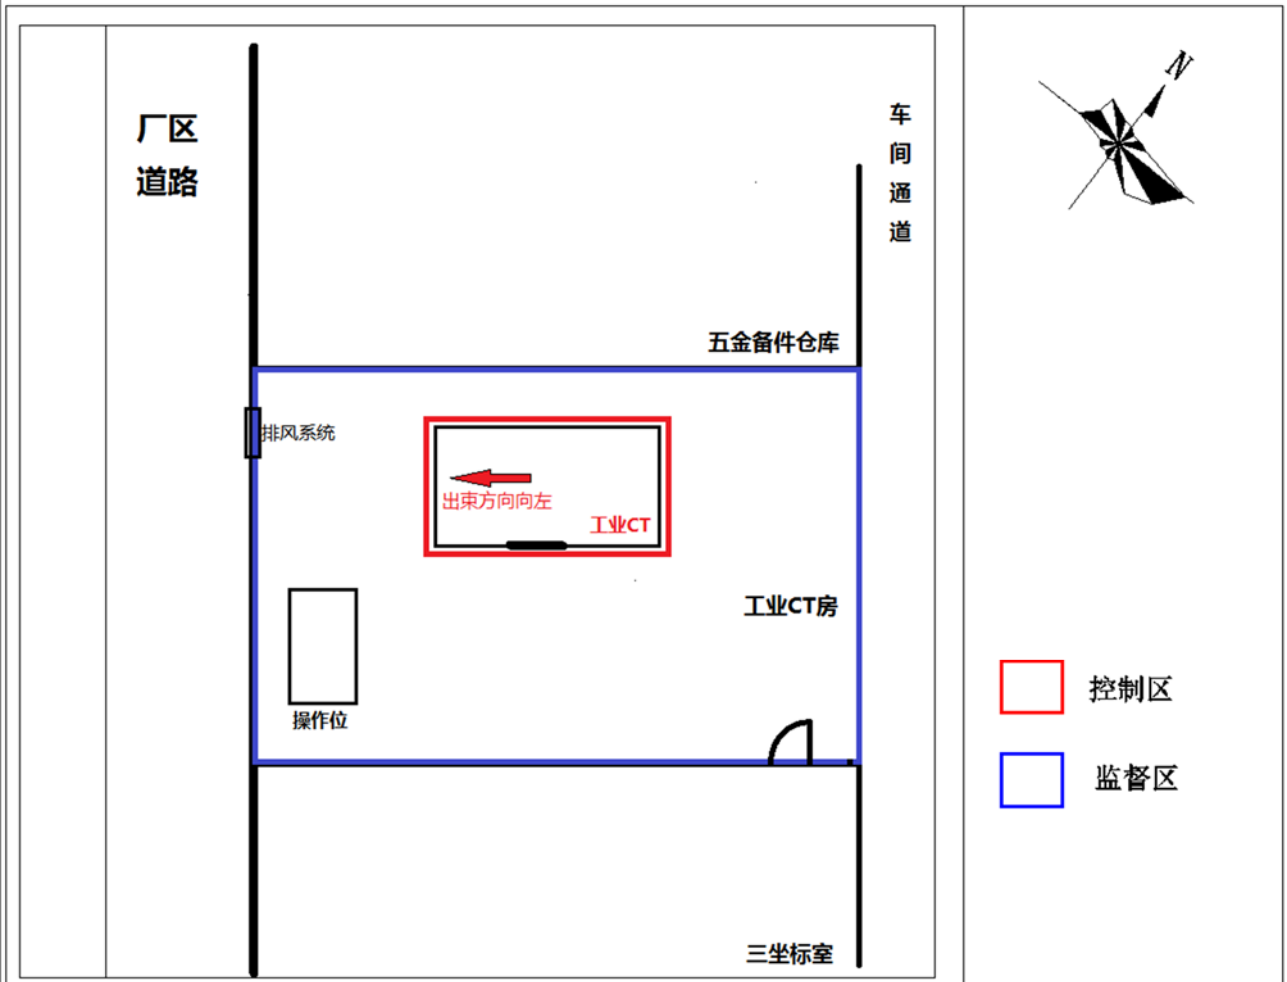 厂区
道路
车
间
通
道
N
五金备件仓库
排风系统
出束方向向左
工业CT
工业CT房
操作位
三坐标室
控制区
监督区